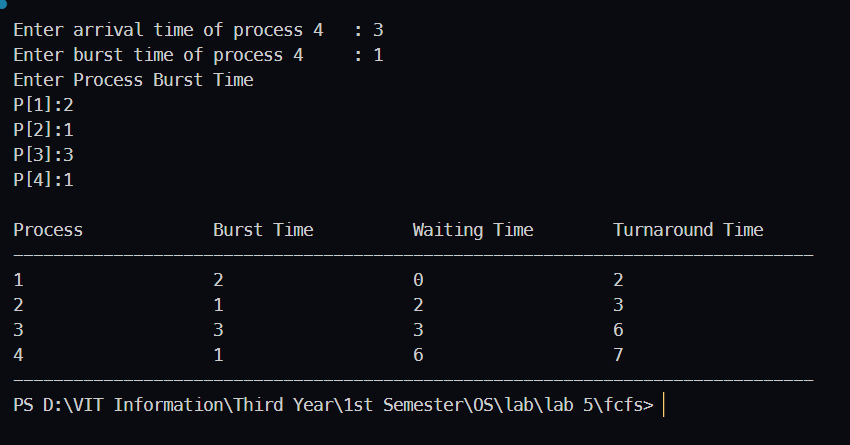 Enter arrival time of process 4   : 3
Enter burst time of process 4     : 1
Enter Process Burst Time
P[1]:2
P[2]:1
P[3]:3
P[4]:1
Process             Burst Time          Waiting Time        Turnaround Time
--------------------------------------------------------------------------------
1                   2                   0                   2
2                   1                   2                   3
3                   3                   3                   6
4                   1                   6                   7
--------------------------------------------------------------------------------
PS D:\VIT Information\Third Year\1st Semester\OS\lab\lab 5\fcfs>